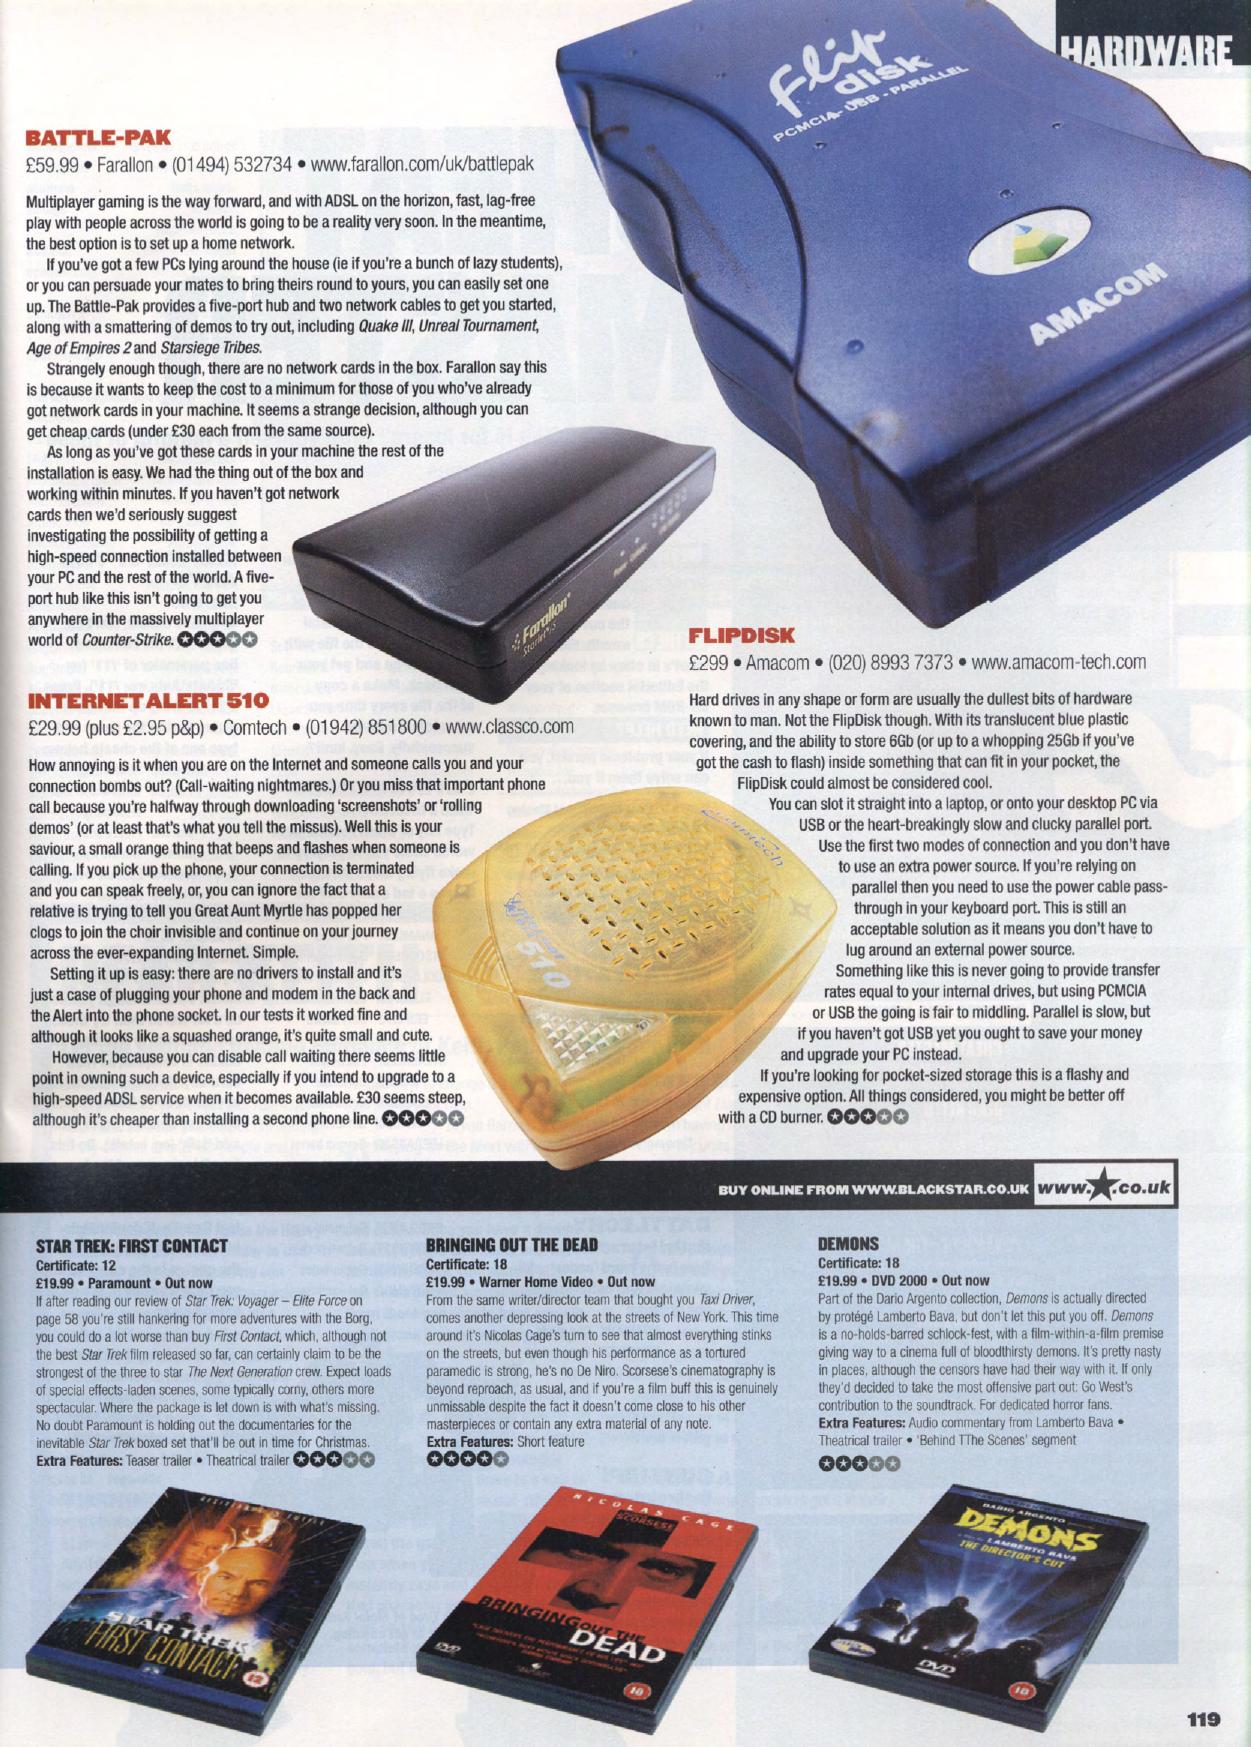 HARDWARE
Flip
disk
PCMCIA - USB - PARALLEL
AMACOM
BATTLE-PAK
£59.99 • Farallon • (01494) 532734 • www.farallon.com/uk/battlepak
Multiplayer gaming is the way forward, and with ADSL on the horizon, fast, lag-free
play with people across the world is going to be a reality very soon. In the meantime,
the best option is to set up a home network.
If you've got a few PCs lying around the house (ie if you're a bunch of lazy students),
or you can persuade your mates to bring theirs round to yours, you can easily set one
up. The Battle-Pak provides a five-port hub and two network cables to get you started,
along with a smattering of demos to try out, including Quake III, Unreal Tournament,
Age of Empires 2 and Starsiege Tribes.
Strangely enough though, there are no network cards in the box. Farallon say this
is because it wants to keep the cost to a minimum for those of you who've already
got network cards in your machine. It seems a strange decision, although you can
get cheap cards (under £30 each from the same source).
As long as you've got these cards in your machine the rest of the
installation is easy. We had the thing out of the box and
working within minutes. If you haven't got network
cards then we'd seriously suggest
investigating the possibility of getting a
high-speed connection installed between
your PC and the rest of the world. A five-
port hub like this isn't going to get you
anywhere in the massively multiplayer
world of Counter-Strike.
Farallon
INTERNET ALERT 510
£29.99 (plus £2.95 p&p) • Comtech • (01942) 851800 • www.classco.com
How annoying is it when you are on the Internet and someone calls you and your
connection bombs out? (Call-waiting nightmares.) Or you miss that important phone
call because you're halfway through downloading 'screenshots' or 'rolling
demos' (or at least that's what you tell the missus). Well this is your
saviour, a small orange thing that beeps and flashes when someone is
calling. If you pick up the phone, your connection is terminated
and you can speak freely, or, you can ignore the fact that a
relative is trying to tell you Great Aunt Myrtle has popped her
clogs to join the choir invisible and continue on your journey
across the ever-expanding Internet. Simple.
Setting it up is easy: there are no drivers to install and it's
just a case of plugging your phone and modem in the back and
the Alert into the phone socket. In our tests it worked fine and
although it looks like a squashed orange, it's quite small and cute.
However, because you can disable call waiting there seems little
point in owning such a device, especially if you intend to upgrade to a
high-speed ADSL service when it becomes available. £30 seems steep,
although it's cheaper than installing a second phone line.
ComTech
510
FLIPDISK
£299 • Amacom • (020) 8993 7373 • www.amacom-tech.com
Hard drives in any shape or form are usually the dullest bits of hardware
known to man. Not the FlipDisk though. With its translucent blue plastic
covering, and the ability to store 6Gb (or up to a whopping 25Gb if you've
got the cash to flash) inside something that can fit in your pocket, the
FlipDisk could almost be considered cool.
You can slot it straight into a laptop, or onto your desktop PC via
USB or the heart-breakingly slow and clucky parallel port.
Use the first two modes of connection and you don't have
to use an extra power source. If you're relying on
parallel then you need to use the power cable pass-
through in your keyboard port. This is still an
acceptable solution as it means you don't have to
lug around an external power source.
Something like this is never going to provide transfer
rates equal to your internal drives, but using PCMCIA
or USB the going is fair to middling. Parallel is slow, but
if you haven't got USB yet you ought to save your money
and upgrade your PC instead.
If you're looking for pocket-sized storage this is a flashy and
expensive option. All things considered, you might be better off
with a CD burner.
BUY ONLINE FROM WWW.BLACKSTAR.CO.UK www.★.co.uk
STAR TREK: FIRST CONTACT
Certificate: 12
£19.99 • Paramount • Out now
If after reading our review of Star Trek: Voyager – Elite Force on
page 58 you're still hankering for more adventures with the Borg,
you could do a lot worse than buy First Contact, which, although not
the best Star Trek film released so far, can certainly claim to be the
strongest of the three to star The Next Generation crew. Expect loads
of special effects-laden scenes, some typically corny, others more
spectacular. Where the package is let down is with what's missing.
No doubt Paramount is holding out the documentaries for the
inevitable Star Trek boxed set that'll be out in time for Christmas.
Extra Features: Teaser trailer • Theatrical trailer
STAR TREK
FIRST CONTACT
12
BRINGING OUT THE DEAD
Certificate: 18
£19.99 • Warner Home Video • Out now
From the same writer/director team that bought you Taxi Driver,
comes another depressing look at the streets of New York. This time
around it's Nicolas Cage's turn to see that almost everything stinks
on the streets, but even though his performance as a tortured
paramedic is strong, he's no De Niro. Scorsese's cinematography is
beyond reproach, as usual, and if you're a film buff this is genuinely
unmissable despite the fact it doesn't come close to his other
masterpieces or contain any extra material of any note.
Extra Features: Short feature
NICOLAS CAGE
SCORSESE
BRINGING OUT THE
DEAD
DVD
18
DEMONS
Certificate: 18
£19.99 • DVD 2000 • Out now
Part of the Dario Argento collection, Demons is actually directed
by protégé Lamberto Bava, but don't let this put you off. Demons
is a no-holds-barred schlock-fest, with a film-within-a-film premise
giving way to a cinema full of bloodthirsty demons. It's pretty nasty
in places, although the censors have had their way with it. If only
they'd decided to take the most offensive part out: Go West's
contribution to the soundtrack. For dedicated horror fans.
Extra Features: Audio commentary from Lamberto Bava •
Theatrical trailer • 'Behind TThe Scenes' segment
DARIO ARGENTO
DEMONS
LAMBERTO BAVA
THE DIRECTOR'S CUT
DVD
18
119